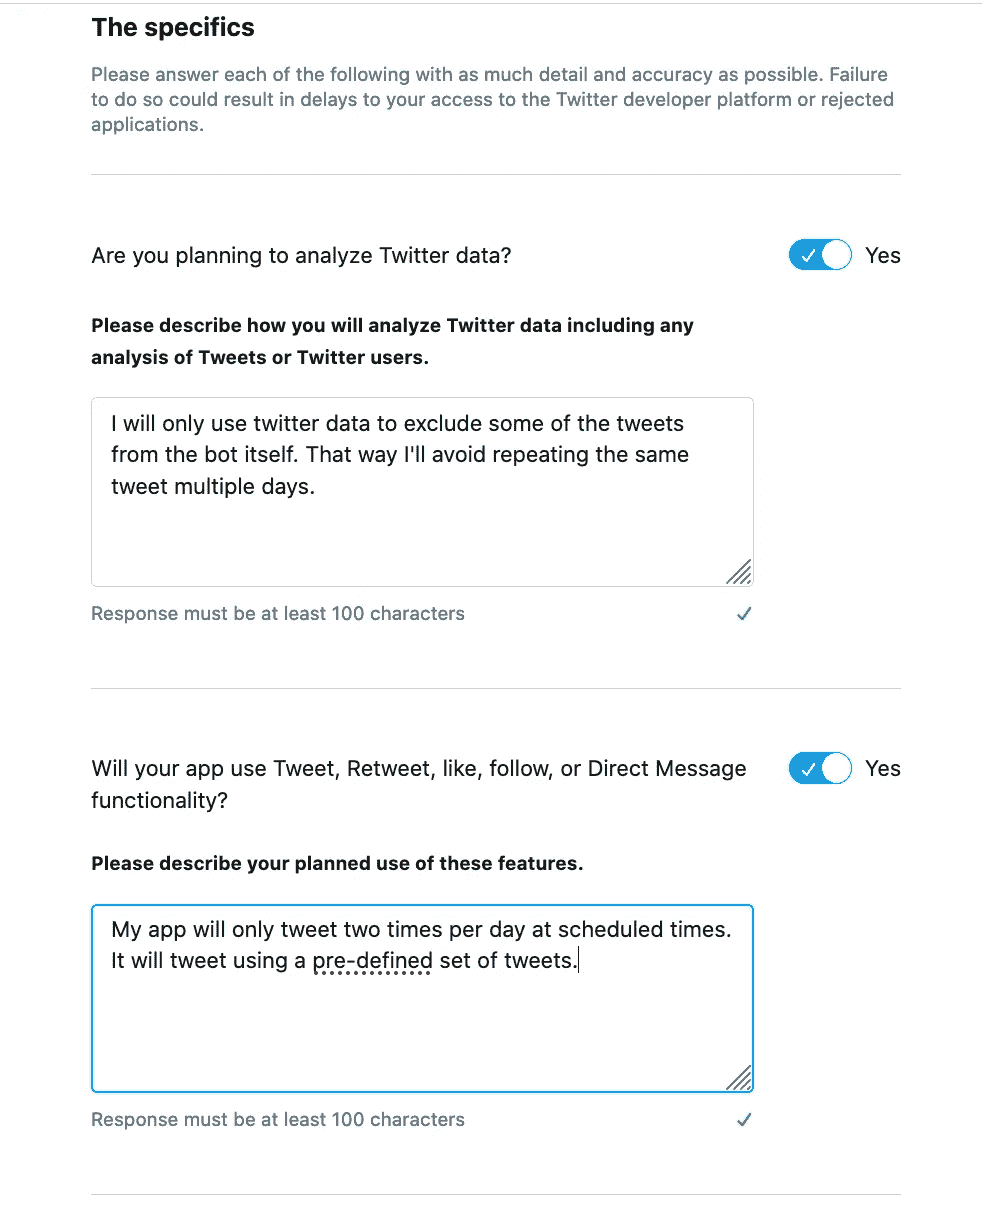 The specifics
Please answer each of the following with as much detail and accuracy as possible. Failure
to do so could result in delays to your access to the Twitter developer platform or rejected
applications.
Are you planning to analyze Twitter data?
Yes
Please describe how you will analyze Twitter data including any
analysis of Tweets or Twitter users.
I will only use twitter data to exclude some of the tweets
from the bot itself. That way I'll avoid repeating the same
tweet multiple days.
Response must be at least 100 characters
Will your app use Tweet, Retweet, like, follow, or Direct Message
functionality?
Yes
Please describe your planned use of these features.
My app will only tweet two times per day at scheduled times.
It will tweet using a pre-defined set of tweets.
Response must be at least 100 characters